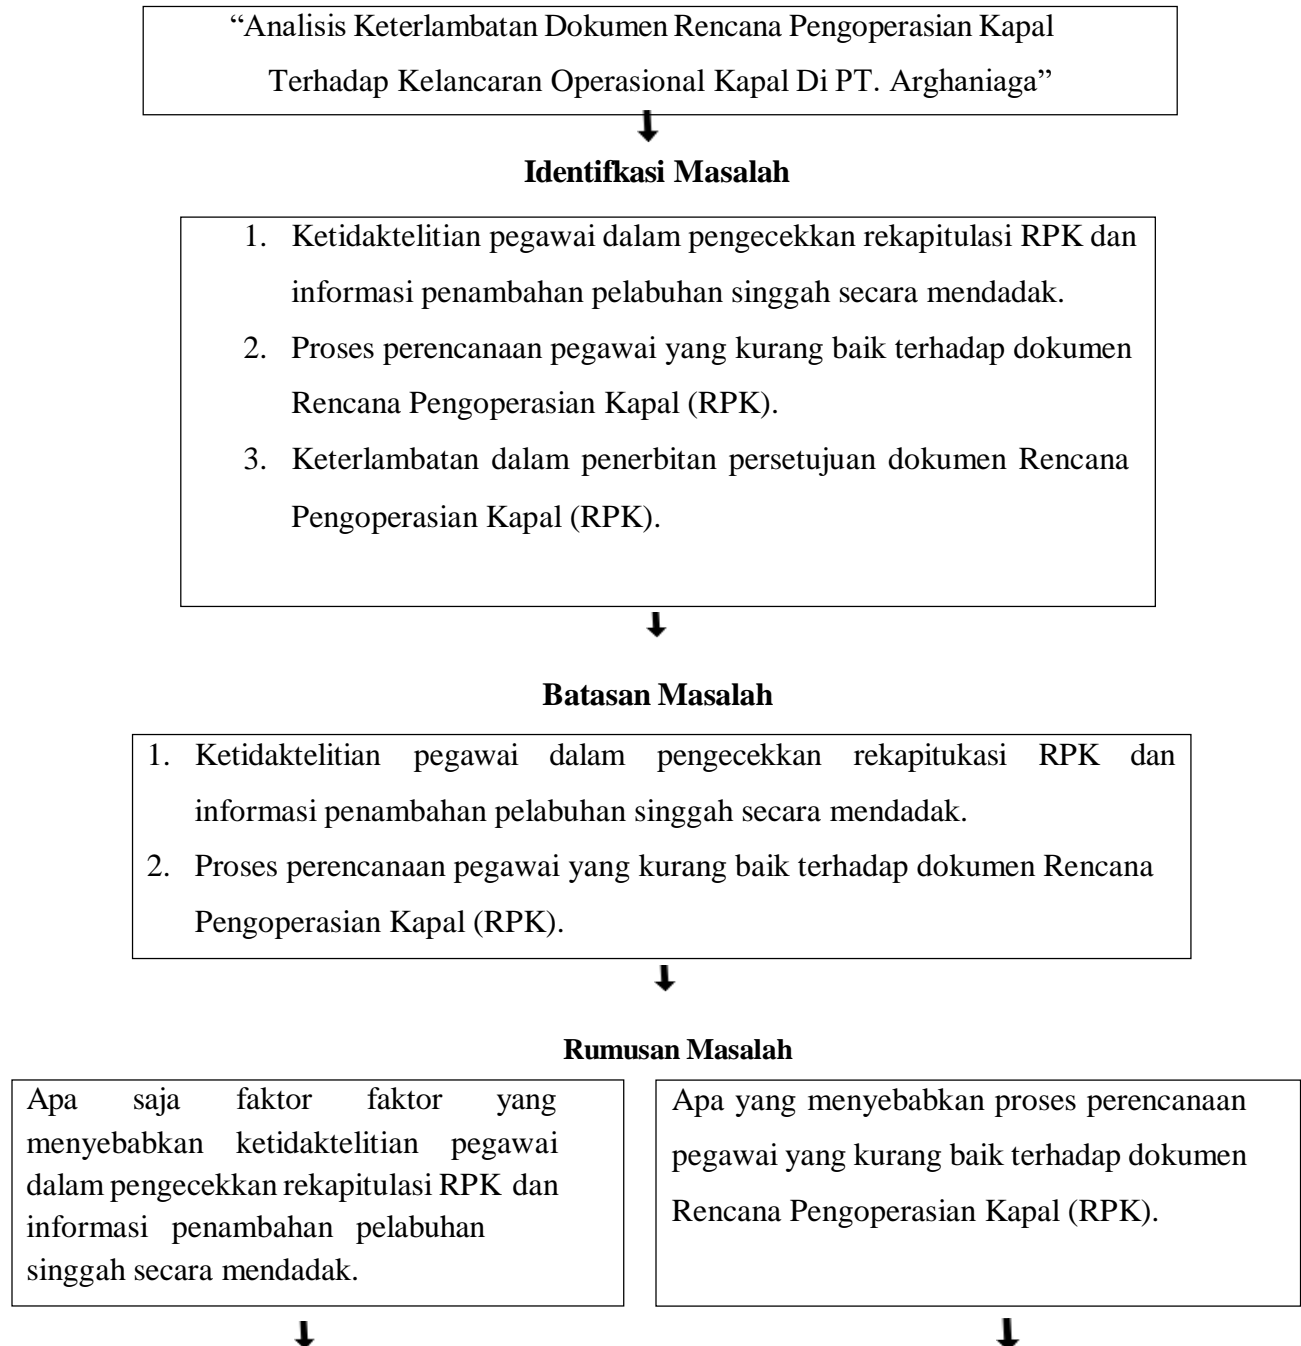 “Analisis Keterlambatan Dokumen Rencana Pengoperasian Kapal
Terhadap Kelancaran Operasional Kapal Di PT. Arghaniaga”
Identifkasi Masalah
1. Ketidaktelitian pegawai dalam pengecekkan rekapitulasi RPK dan
informasi penambahan pelabuhan singgah secara mendadak.
2. Proses perencanaan pegawai yang kurang baik terhadap dokumen
Rencana Pengoperasian Kapal (RPK).
3. Keterlambatan dalam penerbitan persetujuan dokumen Rencana
Pengoperasian Kapal (RPK).
Batasan Masalah
1. Ketidaktelitian pegawai dalam pengecekkan rekapitukasi RPK dan
informasi penambahan pelabuhan singgah secara mendadak.
2. Proses perencanaan pegawai yang kurang baik terhadap dokumen Rencana
Pengoperasian Kapal (RPK).
Rumusan Masalah
Apa saja faktor faktor yang
menyebabkan ketidaktelitian pegawai
dalam pengecekkan rekapitulasi RPK dan
informasi penambahan pelabuhan
singgah secara mendadak.
Apa yang menyebabkan proses perencanaan
pegawai yang kurang baik terhadap dokumen
Rencana Pengoperasian Kapal (RPK).